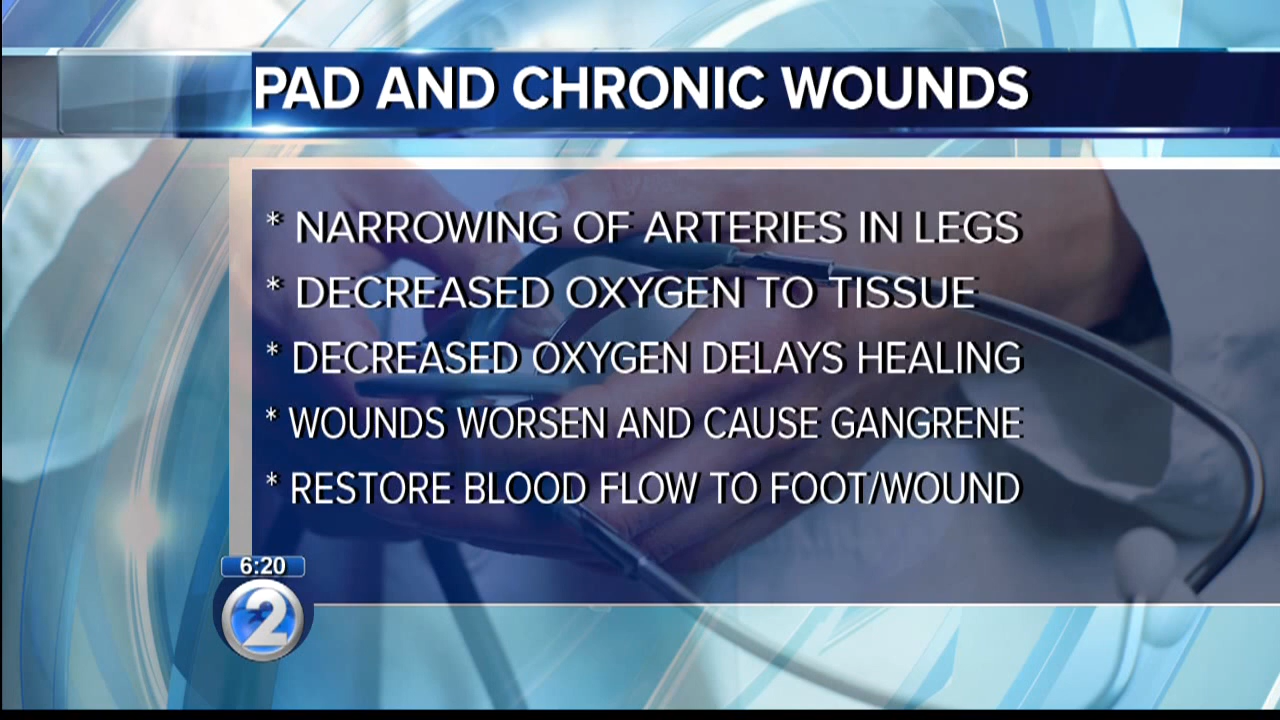 PAD AND CHRONIC WOUNDS
* NARROWING OF ARTERIES IN LEGS
* DECREASED OXYGEN TO TISSUE
* DECREASED OXYGEN DELAYS HEALING
* WOUNDS WORSEN AND CAUSE GANGRENE
* RESTORE BLOOD FLOW TO FOOT/WOUND
6:20
2